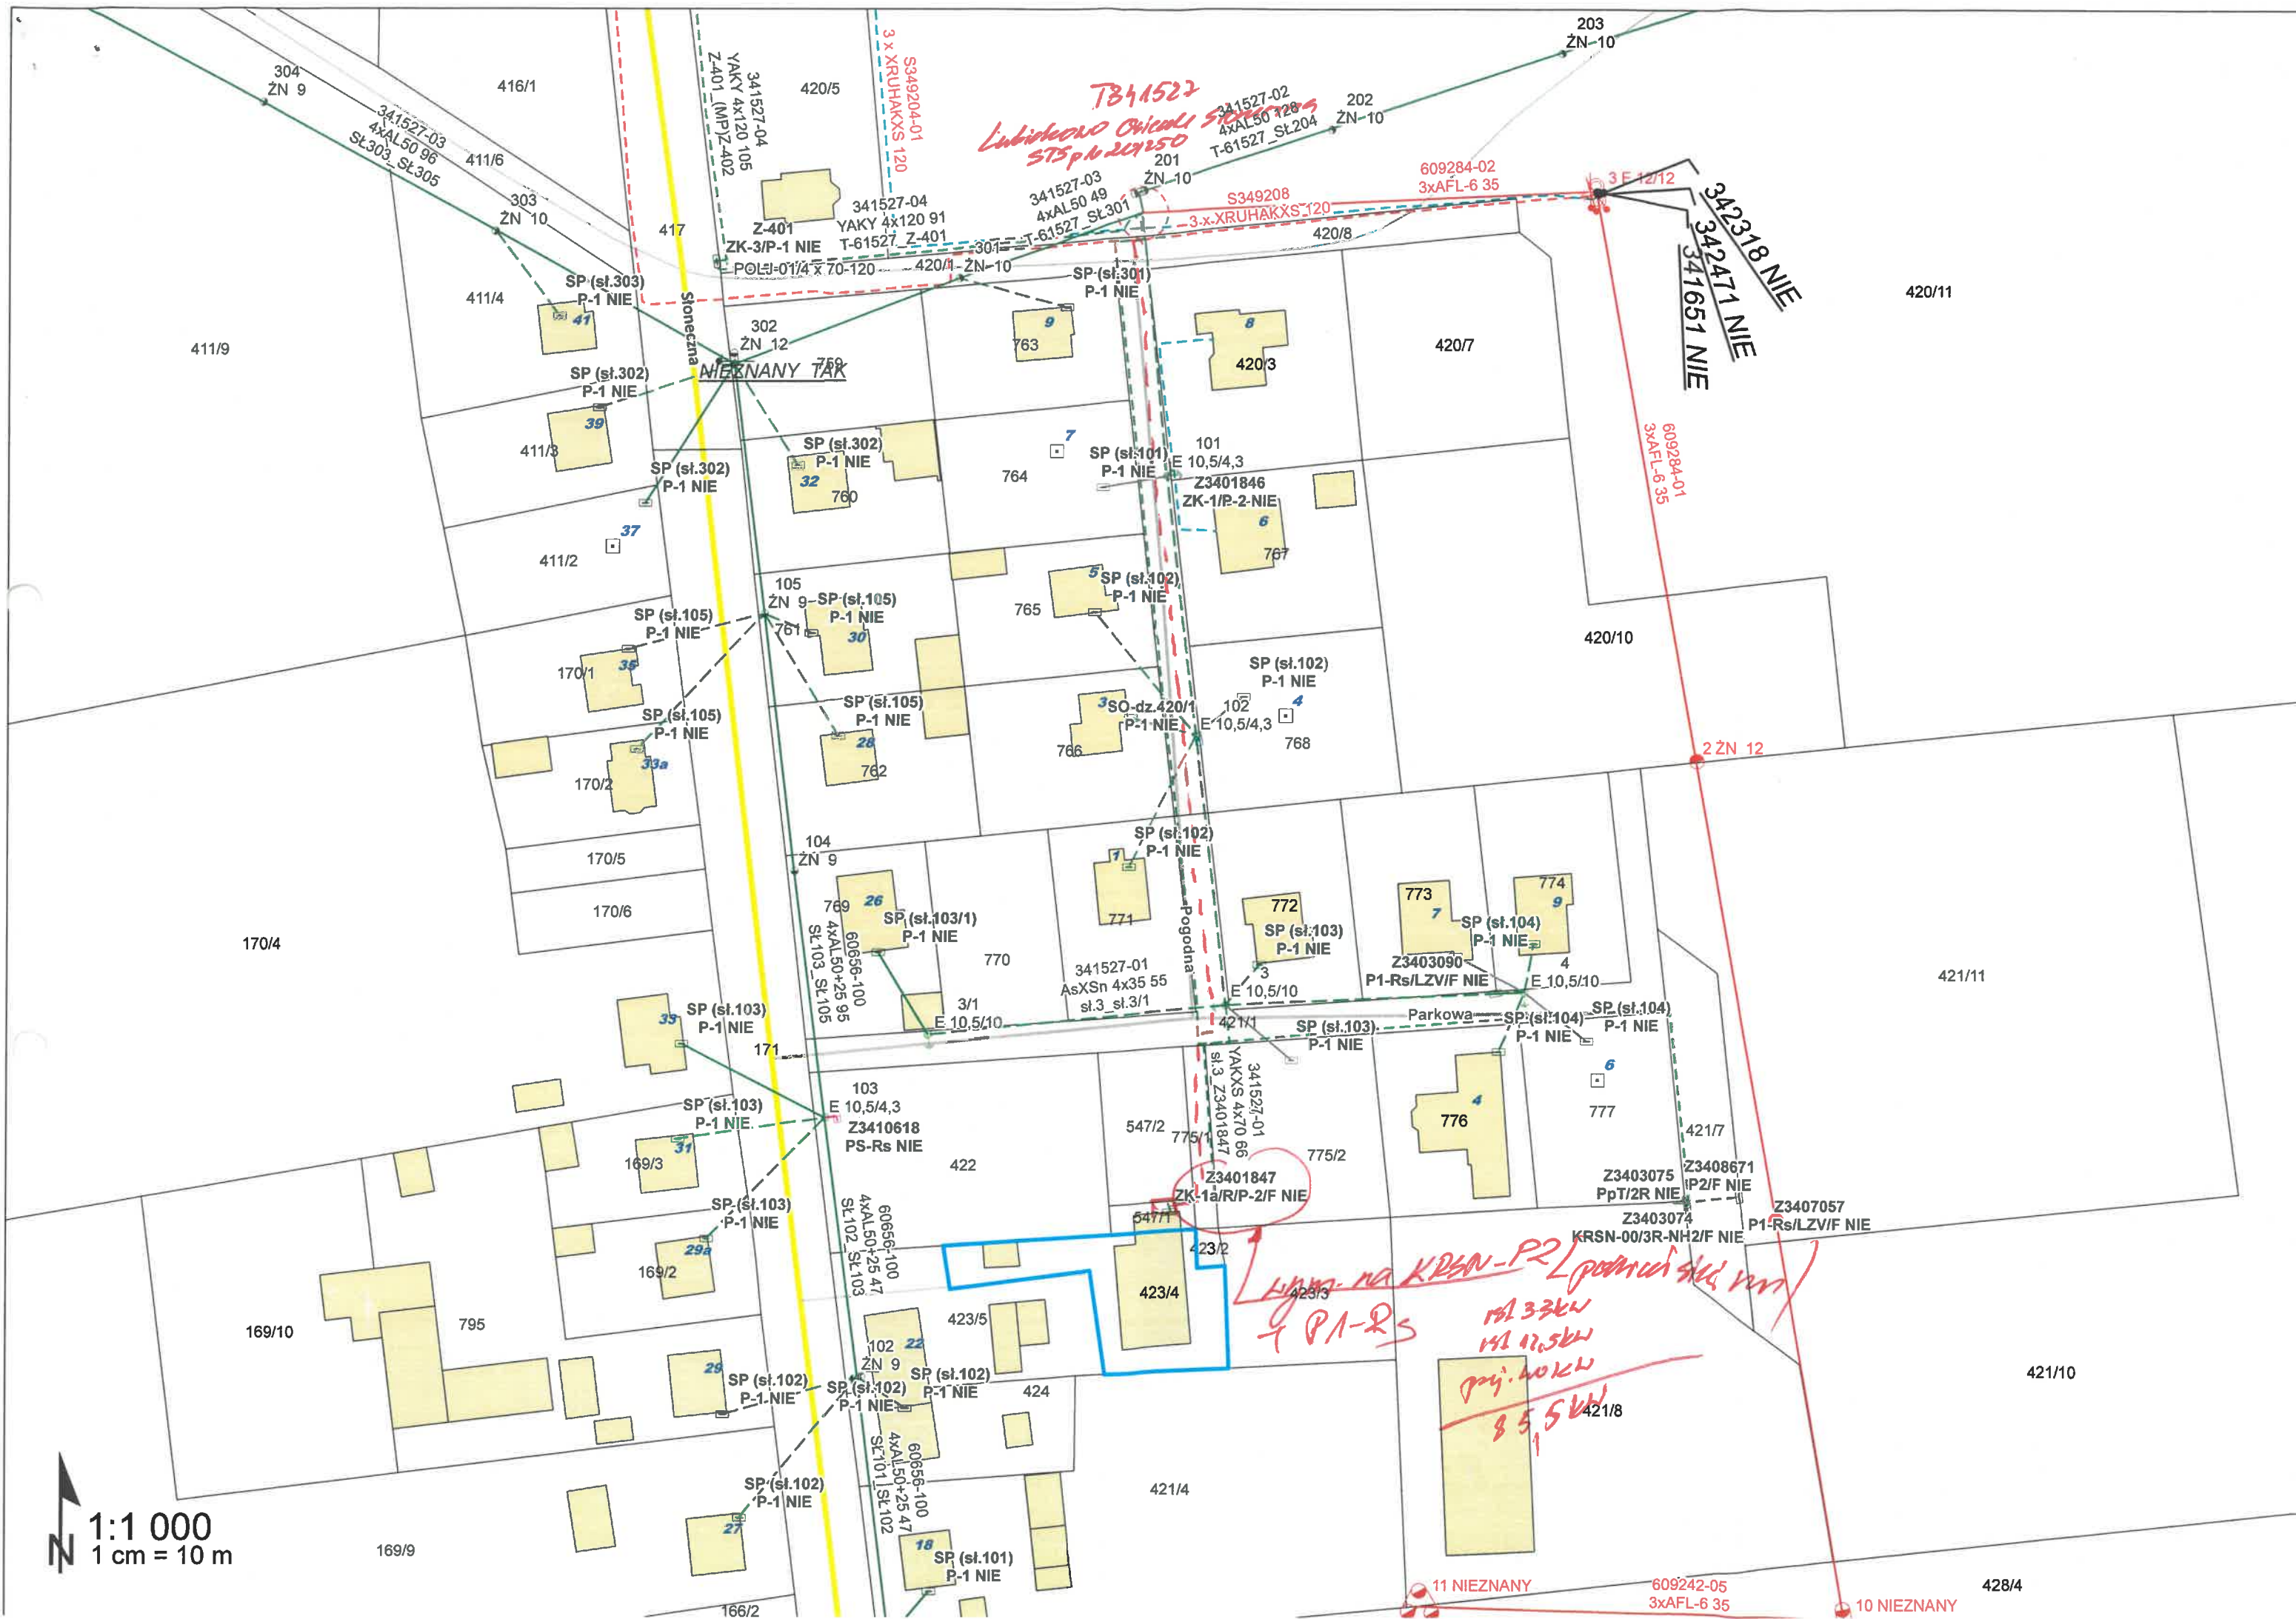 203
ŻN 10
304
ŻN 9
416/1
341527-04
YAKY 4x120 105
Z-401 (MP)Z-402
420/5
S349204-01
3 x XRUHAKXS 120
TB41527
341527-02
4xAL50 128
T-61527_SŁ204
202
ŻN 10
341527-03
4xAL50 96
SŁ303_SŁ305
411/6
201
ŻN 10
609284-02
3xAFL-6 35
3 E 12/12
342318 NIE
342471 NIE
341651 NIE
303
ŻN 10
417
341527-04
YAKY 4x120 91
T-61527_Z-401
341527-03
4xAL50 49
T-61527_SŁ301
S349208
3 x XRUHAKXS 120
Z-401
ZK-3/P-1 NIE
420/8
301
ŻN 10
POLU-01/4 x 70-120
420/1
SP (sł.301)
P-1 NIE
SP (sł.303)
P-1 NIE
411/4
41
Słoneczna
302
ŻN 12
759
NIEZNANY TAK
9
763
8
420/3
420/7
420/11
411/9
SP (sł.302)
P-1 NIE
39
411/3
SP (sł.302)
P-1 NIE
SP (sł.302)
P-1 NIE
32
760
7
764
SP (sł.101)
P-1 NIE
101
E 10,5/4,3
Z3401846
ZK-1/P-2 NIE
6
767
609284-01
3xAFL-6 35
37
411/2
105
ŻN 9
SP (sł.105)
P-1 NIE
761
30
5
SP (sł.102)
P-1 NIE
765
SP (sł.105)
P-1 NIE
35
170/1
420/10
SP (sł.102)
P-1 NIE
4
768
SP (sł.105)
P-1 NIE
33a
170/2
SP (sł.105)
P-1 NIE
28
762
3
SO-dz.420/1
P-1 NIE
766
102
E 10,5/4,3
2 ŻN 12
104
ŻN 9
170/5
170/6
170/4
SP (sł.102)
P-1 NIE
1
771
769
26
SP (sł.103/1)
P-1 NIE
60656-100
4xAL50+25 95
SŁ103_SŁ105
770
Pogodna
772
SP (sł.103)
P-1 NIE
773
7
774
9
SP (sł.104)
P-1 NIE
341527-01
AsXSn 4x35 55
sł.3_sł.3/1
3
E 10,5/10
Z3403090
P1-Rs/LZV/F NIE
4
E 10,5/10
421/11
3/1
E 10,5/10
SP (sł.103)
P-1 NIE
33
171
421/1
SP (sł.103)
P-1 NIE
Parkowa
SP (sł.104)
P-1 NIE
SP (sł.104)
P-1 NIE
103
E 10,5/4,3
Z3410618
PS-Rs NIE
SP (sł.103)
P-1 NIE
31
169/3
341527-01
YAKXS 4x70 66
sł.3_Z3401847
547/2
775/1
775/2
4
776
6
777
421/7
422
Z3401847
ZK-1a/R/P-2/F NIE
Z3403075
PpT/2R NIE
Z3408671
P2/F NIE
Z3403074
KRSN-00/3R-NH2/F NIE
Z3407057
P1-Rs/LZV/F NIE
SP (sł.103)
P-1 NIE
29a
169/2
60656-100
4xAL50+25 47
SŁ102_SŁ103
547/1
423/2
wym. na KRSN-P2
+ P1-Rs
423/3
423/4
423/5
33kW
12,5kW
prj. 40kW
85,5kW
169/10
795
22
102
ŻN 9
29
SP (sł.102)
P-1 NIE
SP (sł.102)
P-1 NIE
SP (sł.102)
P-1 NIE
424
421/8
421/10
60656-100
4xAL50+25 47
SŁ101_SŁ102
SP (sł.102)
P-1 NIE
27
421/4
18
SP (sł.101)
P-1 NIE
N
1:1 000
1 cm = 10 m
169/9
166/2
11 NIEZNANY
609242-05
3xAFL-6 35
10 NIEZNANY
428/4